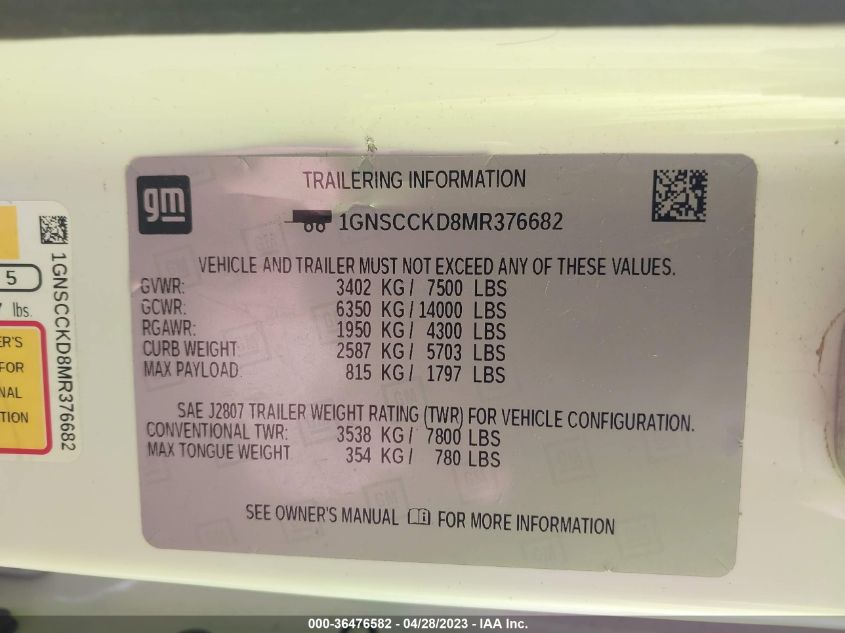 gm
TRAILERING INFORMATION
1GNSCCKD8MR376682
VEHICLE AND TRAILER MUST NOT EXCEED ANY OF THESE VALUES.
GVWR: 3402 KG/ 7500 LBS
GCWR: 6350 KG/14000 LBS
RGAWR: 1950 KG/ 4300 LBS
CURB WEIGHT: 2587 KG/ 5703 LBS
MAX PAYLOAD: 815 KG/ 1797 LBS
SAE J2807 TRAILER WEIGHT RATING (TWR) FOR VEHICLE CONFIGURATION.
CONVENTIONAL TWR: 3538 KG/ 7800 LBS
MAX TONGUE WEIGHT 354 KG/ 780 LBS
SEE OWNER'S MANUAL FOR MORE INFORMATION
5
lbs.
ER'S
FOR
NAL
TION
1GNSCCKD8MR376682
000-36476582 - 04/28/2023 - IAA Inc.